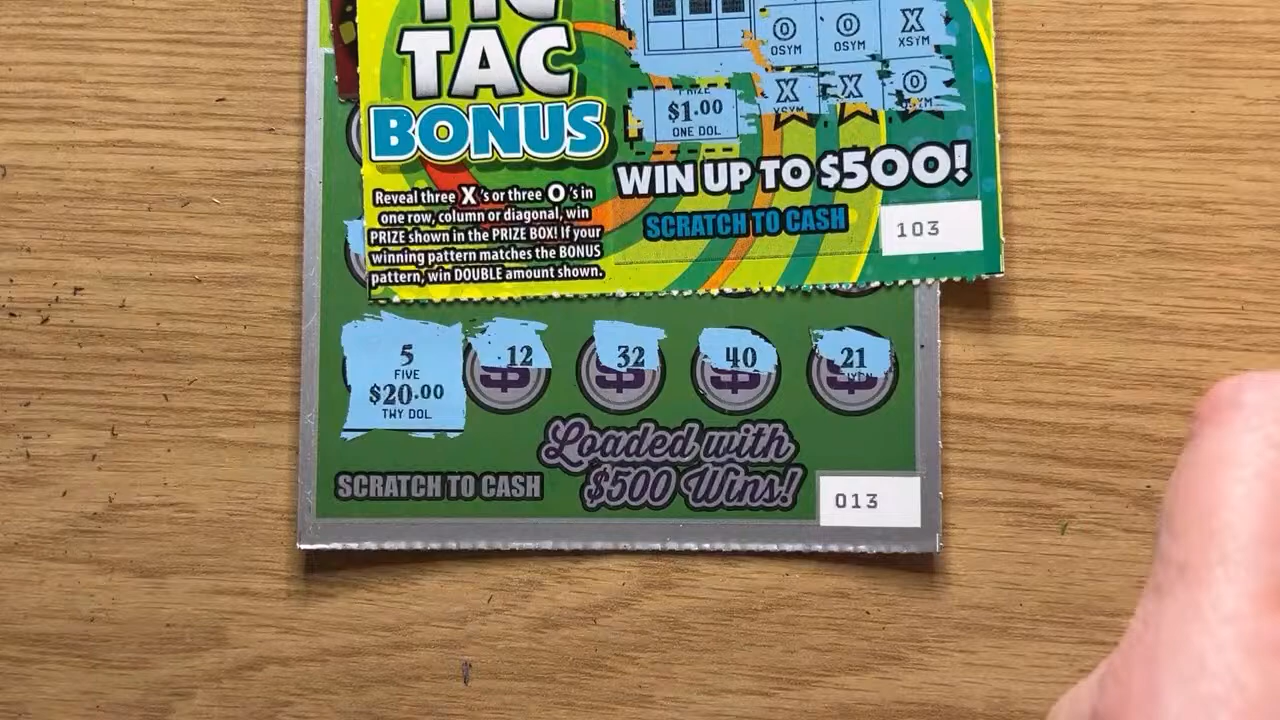 TAC
BONUS
Reveal three X's or three O's in
one row, column or diagonal, win
PRIZE shown in the PRIZE BOX! If your
winning pattern matches the BONUS
pattern, win DOUBLE amount shown.
O O X
OSYM OSYM XSYM
X X O
PRIZE
$1.00
ONE DOL
WIN UP TO $500!
SCRATCH TO CASH
103
5 12 32 40 21
FIVE
$20.00
TWY DOL
Loaded with
$500 Wins!
SCRATCH TO CASH
013